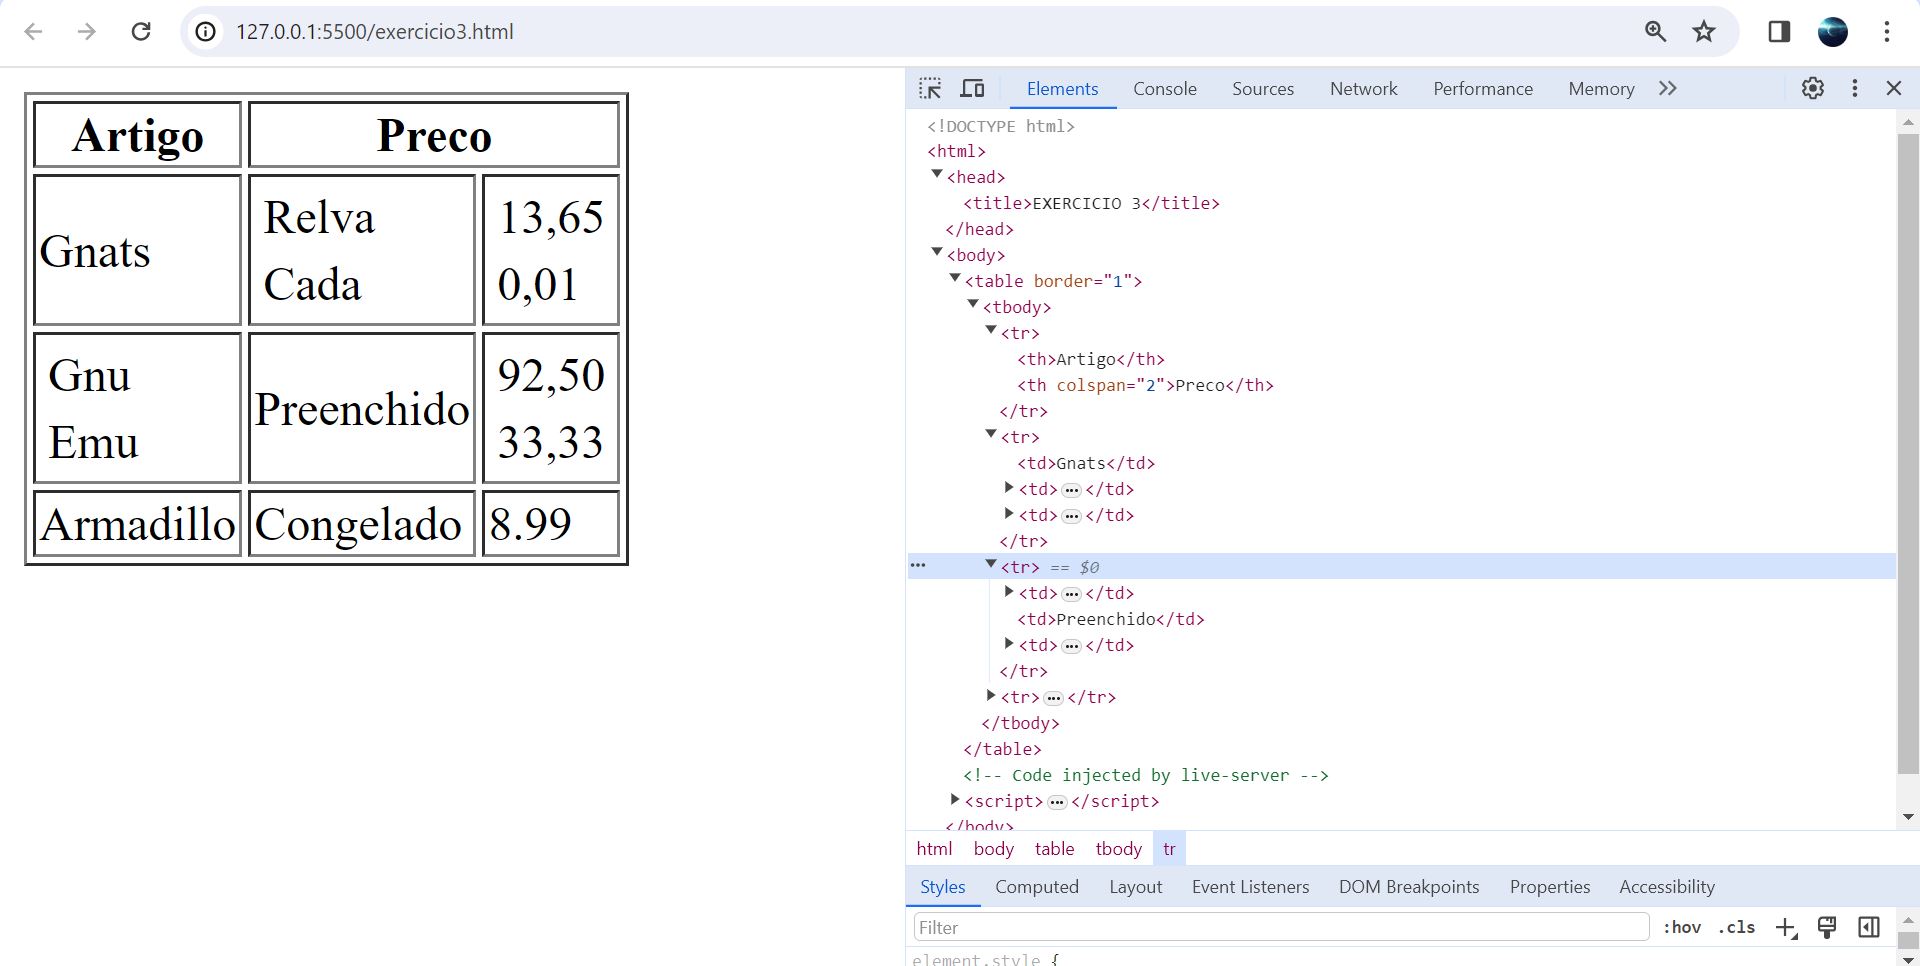 127.0.0.1:5500/exercicio3.html
Artigo Preco
Gnats Relva 13,65
Cada 0,01
Gnu Preenchido 92,50
Emu 33,33
Armadillo Congelado 8.99
Elements Console Sources Network Performance Memory
<!DOCTYPE html>
<html>
<head>
<title>EXERCICIO 3</title>
</head>
<body>
<table border="1">
<tbody>
<tr>
<th>Artigo</th>
<th colspan="2">Preco</th>
</tr>
<tr>
<td>Gnats</td>
<td>…</td>
<td>…</td>
</tr>
<tr> == $0
<td>…</td>
<td>Preenchido</td>
<td>…</td>
</tr>
<tr>…</tr>
</tbody>
</table>
<!-- Code injected by live-server -->
<script>…</script>
</body>
html body table tbody tr
Styles Computed Layout Event Listeners DOM Breakpoints Properties Accessibility
Filter :hov .cls
element.style {